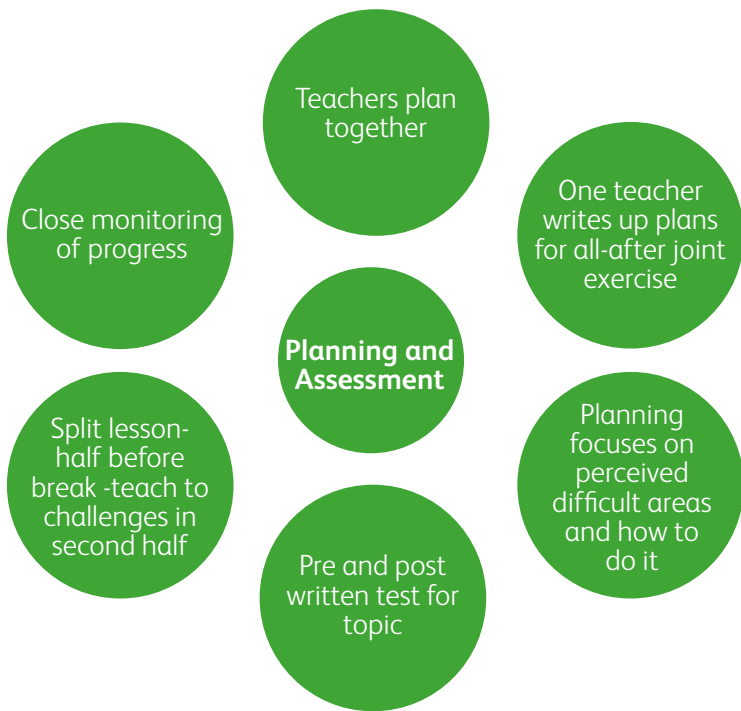 Teachers plan
together
One teacher
writes up plans
for all-after joint
exercise
Planning
focuses on
perceived
difficult areas
and how to
do it
Pre and post
written test for
topic
Split lesson-
half before
break -teach to
challenges in
second half
Close monitoring
of progress
Planning and
Assessment